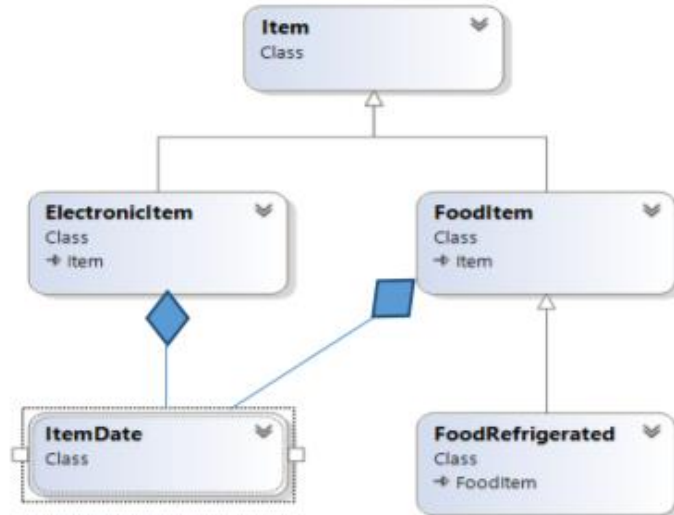 Item
Class
ElectronicItem
Class
Item
FoodItem
Class
Item
ItemDate
Class
FoodRefrigerated
Class
FoodItem